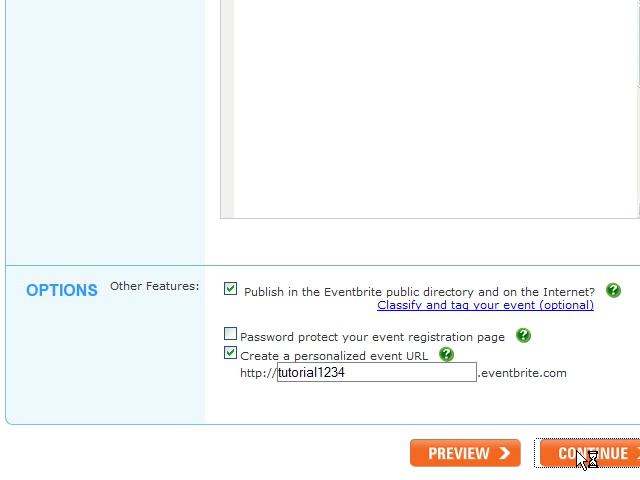 OPTIONS Other Features:
Publish in the Eventbrite public directory and on the Internet? ?
Classify and tag your event (optional)
Password protect your event registration page ?
Create a personalized event URL ?
http://tutorial1234.eventbrite.com
PREVIEW CONTINUE